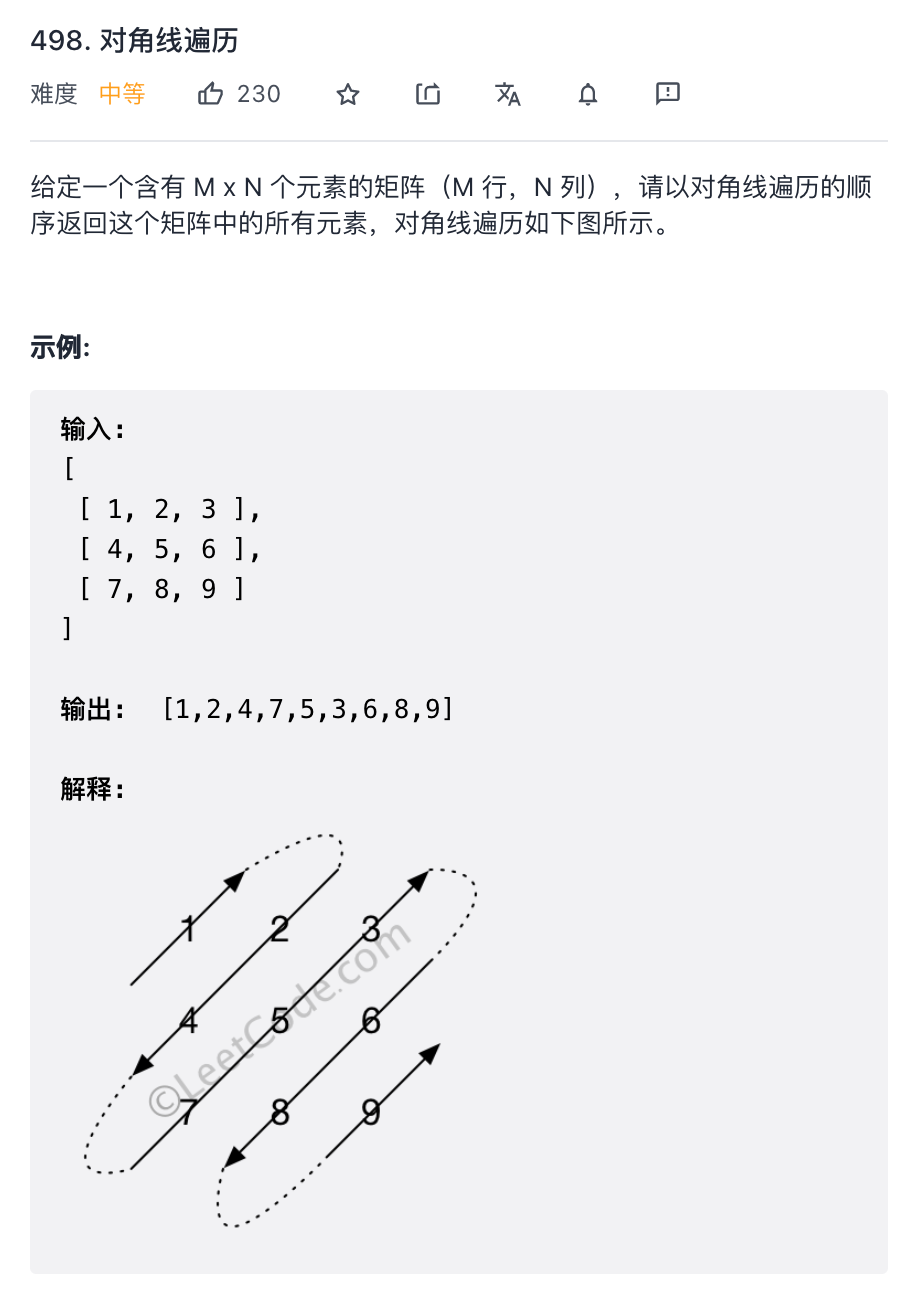 498. 对角线遍历
难度 中等 230
给定一个含有 M x N 个元素的矩阵（M 行，N 列），请以对角线遍历的顺
序返回这个矩阵中的所有元素，对角线遍历如下图所示。
示例:
输入:
[
[ 1, 2, 3 ],
[ 4, 5, 6 ],
[ 7, 8, 9 ]
]
输出: [1,2,4,7,5,3,6,8,9]
解释:
1 2 3
4 5 6
7 8 9
©LeetCode.com